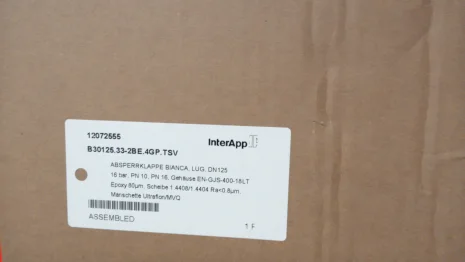 12072555
InterApp
B30125.33-2BE.4GP.TSV
ABSPERRKLAPPE BIANCA, LUG, DN125
16 bar, PN 10, PN 16, Gehäuse EN-GJS-400-18LT
Epoxy 80µm, Scheibe 1.4408/1.4404 Ra<0.8µm,
Manschette Ultraflon/MVQ
ASSEMBLED
1 F